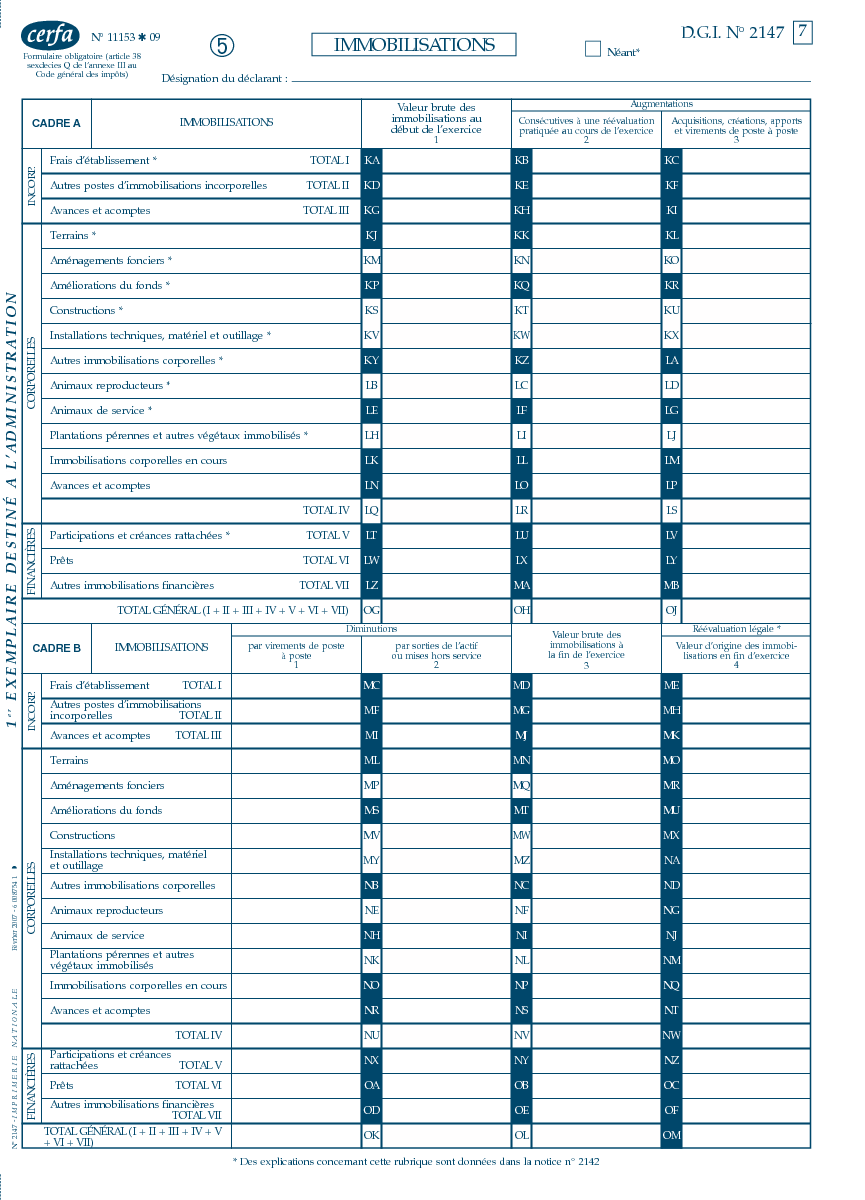 cerfa
N° 11153 ✱ 09
Formulaire obligatoire (article 38
sexdecies Q de l'annexe III au
Code général des impôts)
⑤
IMMOBILISATIONS
Néant*
D.G.I. N° 2147 7
Désignation du déclarant :
CADRE A
IMMOBILISATIONS
Valeur brute des
immobilisations au
début de l'exercice
1
Augmentations
Consécutives à une réévaluation
pratiquée au cours de l'exercice
2
Acquisitions, créations, apports
et virements de poste à poste
3
INCORP.
Frais d'établissement * TOTAL I KA KB KC
Autres postes d'immobilisations incorporelles TOTAL II KD KE KF
Avances et acomptes TOTAL III KG KH KI
CORPORELLES
Terrains * KJ KK KL
Aménagements fonciers * KM KN KO
Améliorations du fonds * KP KQ KR
Constructions * KS KT KU
Installations techniques, matériel et outillage * KV KW KX
Autres immobilisations corporelles * KY KZ LA
Animaux reproducteurs * LB LC LD
Animaux de service * LE LF LG
Plantations pérennes et autres végétaux immobilisés * LH LI LJ
Immobilisations corporelles en cours LK LL LM
Avances et acomptes LN LO LP
TOTAL IV LQ LR LS
FINANCIÈRES
Participations et créances rattachées * TOTAL V LT LU LV
Prêts TOTAL VI LW LX LY
Autres immobilisations financières TOTAL VII LZ MA MB
TOTAL GÉNÉRAL (I + II + III + IV + V + VI + VII) OG OH OJ
CADRE B
IMMOBILISATIONS
Diminutions
par virements de poste
à poste
1
par sorties de l'actif
ou mises hors service
2
Valeur brute des
immobilisations à
la fin de l'exercice
3
Réévaluation légale *
Valeur d'origine des immobi-
lisations en fin d'exercice
4
INCORP.
Frais d'établissement TOTAL I MC MD ME
Autres postes d'immobilisations
incorporelles TOTAL II MF MG MH
Avances et acomptes TOTAL III MI MJ MK
CORPORELLES
Terrains ML MN MO
Aménagements fonciers MP MQ MR
Améliorations du fonds MS MT MU
Constructions MV MW MX
Installations techniques, matériel
et outillage MY MZ NA
Autres immobilisations corporelles NB NC ND
Animaux reproducteurs NE NF NG
Animaux de service NH NI NJ
Plantations pérennes et autres
végétaux immobilisés NK NL NM
Immobilisations corporelles en cours NO NP NQ
Avances et acomptes NR NS NT
TOTAL IV NU NV NW
FINANCIÈRES
Participations et créances
rattachées TOTAL V NX NY NZ
Prêts TOTAL VI OA OB OC
Autres immobilisations financières
TOTAL VII OD OE OF
TOTAL GÉNÉRAL (I + II + III + IV + V
+ VI + VII) OK OL OM
* Des explications concernant cette rubrique sont données dans la notice n° 2142
1er EXEMPLAIRE DESTINÉ A L'ADMINISTRATION
N° 2147 - IMPRIMERIE NATIONALE Février 2007 -